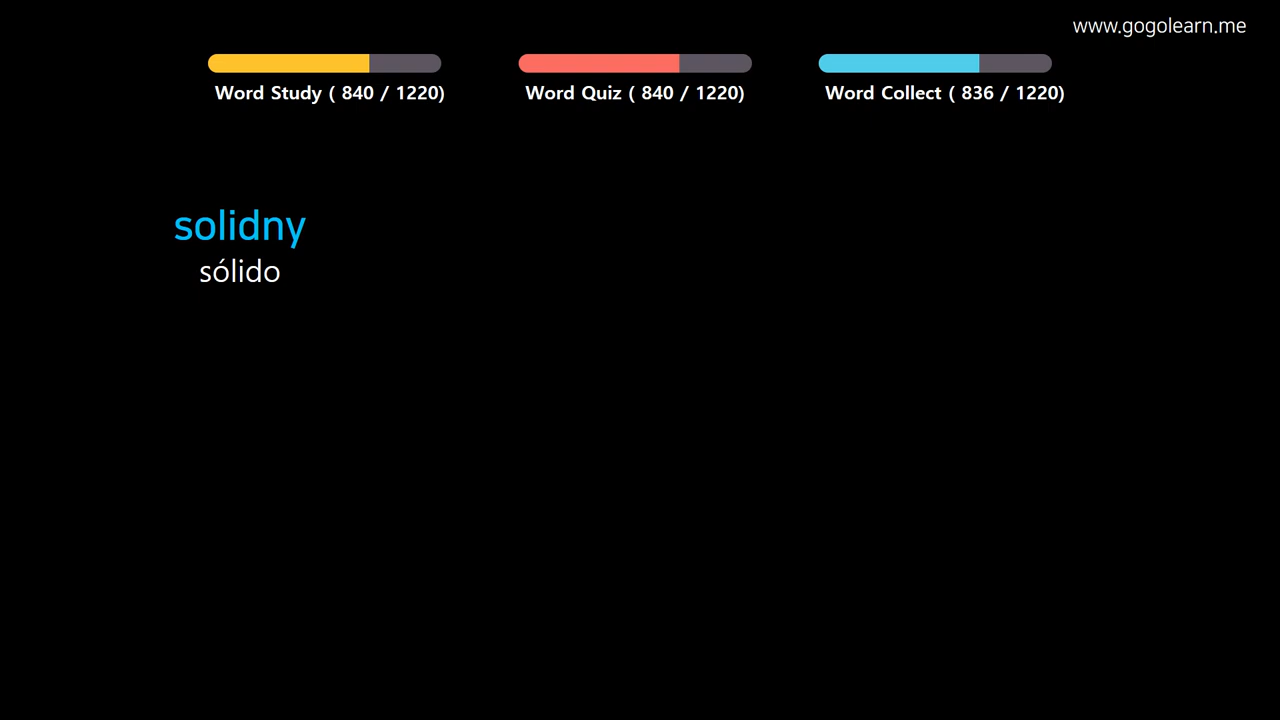 www.gogolearn.me
Word Study ( 840 / 1220)
Word Quiz ( 840 / 1220)
Word Collect ( 836 / 1220)
solidny
sólido